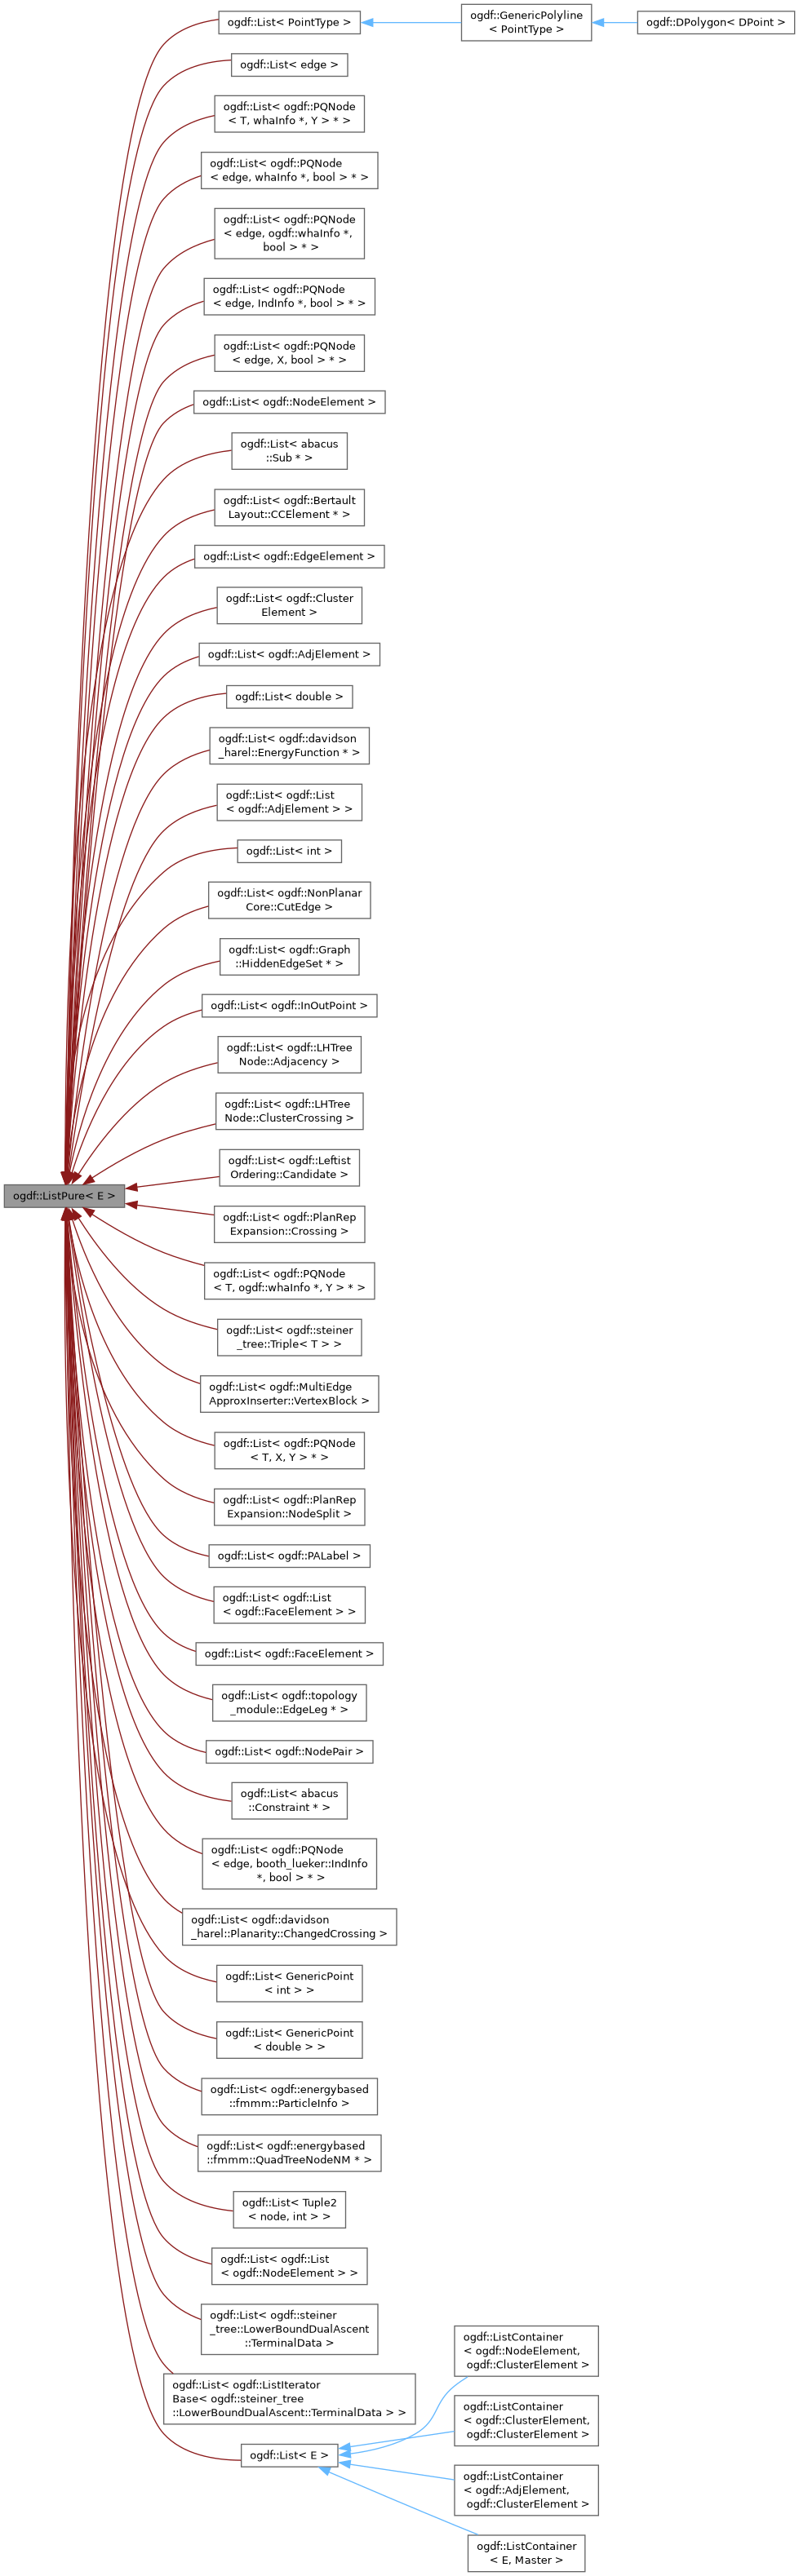 ogdf::List< PointType >
ogdf::GenericPolyline
< PointType >
ogdf::DPolygon< DPoint >
ogdf::List< edge >
ogdf::List< ogdf::PQNode
< T, whaInfo *, Y > * >
ogdf::List< ogdf::PQNode
< edge, whaInfo *, bool > * >
ogdf::List< ogdf::PQNode
< edge, ogdf::whaInfo *,
bool > * >
ogdf::List< ogdf::PQNode
< edge, IndInfo *, bool > * >
ogdf::List< ogdf::PQNode
< edge, X, bool > * >
ogdf::List< ogdf::NodeElement >
ogdf::List< abacus
::Sub * >
ogdf::List< ogdf::Bertault
Layout::CCElement * >
ogdf::List< ogdf::EdgeElement >
ogdf::List< ogdf::Cluster
Element >
ogdf::List< ogdf::AdjElement >
ogdf::List< double >
ogdf::List< ogdf::davidson
_harel::EnergyFunction * >
ogdf::List< ogdf::List
< ogdf::AdjElement > >
ogdf::List< int >
ogdf::List< ogdf::NonPlanar
Core::CutEdge >
ogdf::List< ogdf::Graph
::HiddenEdgeSet * >
ogdf::List< ogdf::InOutPoint >
ogdf::List< ogdf::LHTree
Node::Adjacency >
ogdf::List< ogdf::LHTree
Node::ClusterCrossing >
ogdf::List< ogdf::Leftist
Ordering::Candidate >
ogdf::ListPure< E >
ogdf::List< ogdf::PlanRep
Expansion::Crossing >
ogdf::List< ogdf::PQNode
< T, ogdf::whaInfo *, Y > * >
ogdf::List< ogdf::steiner
_tree::Triple< T > >
ogdf::List< ogdf::MultiEdge
ApproxInserter::VertexBlock >
ogdf::List< ogdf::PQNode
< T, X, Y > * >
ogdf::List< ogdf::PlanRep
Expansion::NodeSplit >
ogdf::List< ogdf::PALabel >
ogdf::List< ogdf::List
< ogdf::FaceElement > >
ogdf::List< ogdf::FaceElement >
ogdf::List< ogdf::topology
_module::EdgeLeg * >
ogdf::List< ogdf::NodePair >
ogdf::List< abacus
::Constraint * >
ogdf::List< ogdf::PQNode
< edge, booth_lueker::IndInfo
*, bool > * >
ogdf::List< ogdf::davidson
_harel::Planarity::ChangedCrossing >
ogdf::List< GenericPoint
< int > >
ogdf::List< GenericPoint
< double > >
ogdf::List< ogdf::energybased
::fmmm::ParticleInfo >
ogdf::List< ogdf::energybased
::fmmm::QuadTreeNodeNM * >
ogdf::List< Tuple2
< node, int > >
ogdf::List< ogdf::List
< ogdf::NodeElement > >
ogdf::List< ogdf::steiner
_tree::LowerBoundDualAscent
::TerminalData >
ogdf::List< ogdf::ListIterator
Base< ogdf::steiner_tree
::LowerBoundDualAscent::TerminalData > >
ogdf::List< E >
ogdf::ListContainer
< ogdf::NodeElement,
ogdf::ClusterElement >
ogdf::ListContainer
< ogdf::ClusterElement,
ogdf::ClusterElement >
ogdf::ListContainer
< ogdf::AdjElement,
ogdf::ClusterElement >
ogdf::ListContainer
< E, Master >